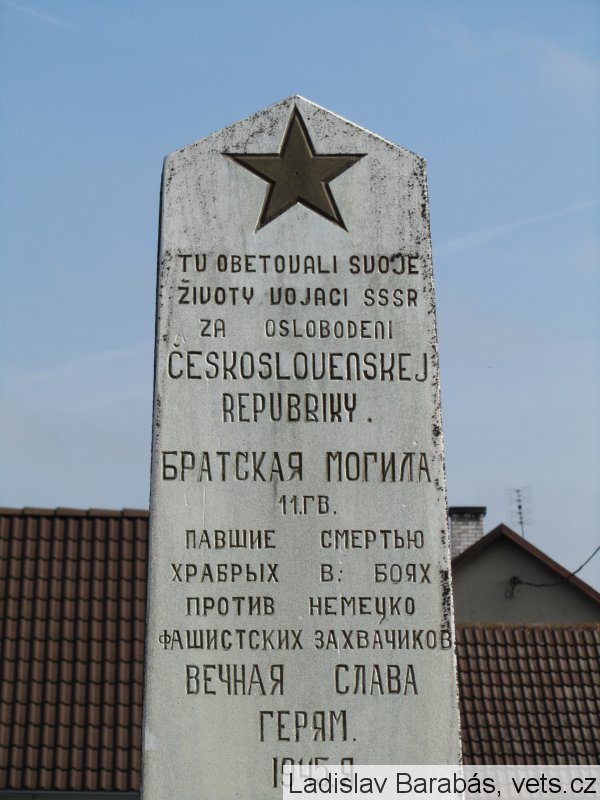 TU OBETOVALI SVOJE
ŽIVOTY VOJACI SSSR
ZA OSLOBODENI
ČESKOSLOVENSKEJ
REPUBRIKY.
БРАТСКАЯ МОГИЛА
11.ГВ.
ПАВШИЕ СМЕРТЬЮ
ХРАБРЫХ В: БОЯХ
ПРОТИВ НЕМЕЦКО
ФАШИСТСКИХ ЗАХВАЧИКОВ
ВЕЧНАЯ СЛАВА
ГЕРЯМ.
1945
Ladislav Barabás, vets.cz